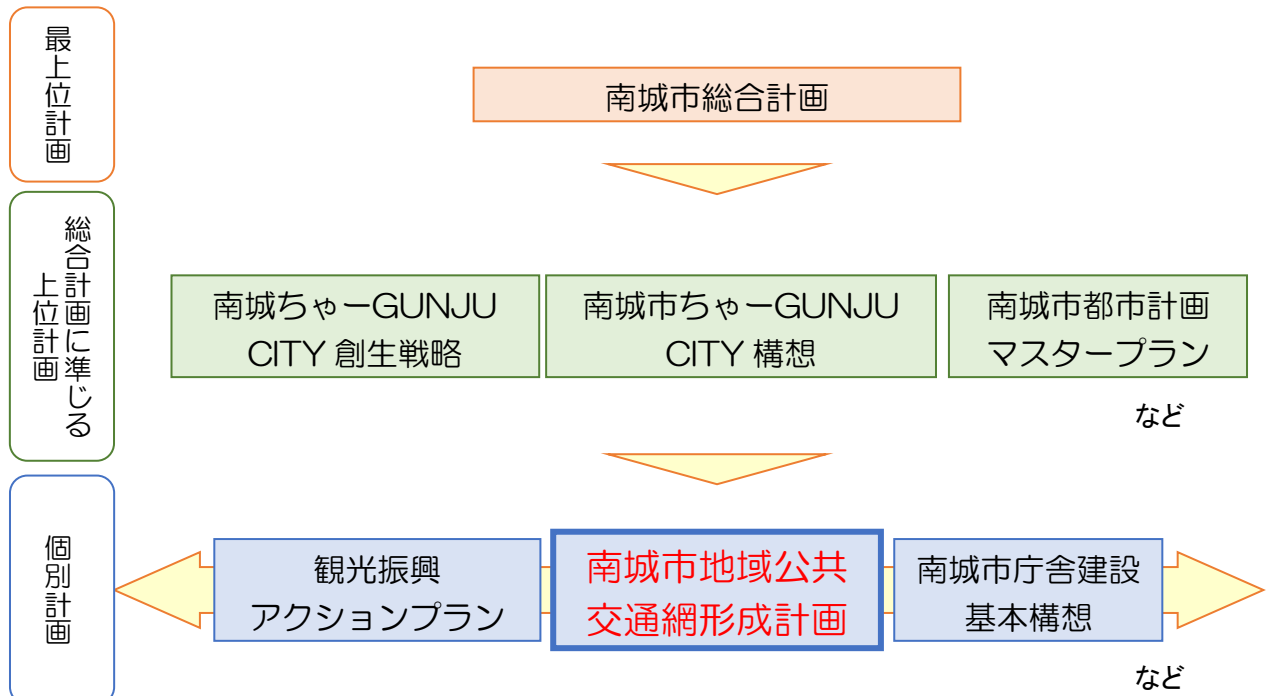 最上位計画
南城市総合計画
総合計画に準じる
上位計画
南城ちゃーGUNJU
CITY 創生戦略
南城市ちゃーGUNJU
CITY 構想
南城市都市計画
マスタープラン
など
個別計画
観光振興
アクションプラン
南城市地域公共
交通網形成計画
南城市庁舎建設
基本構想
など